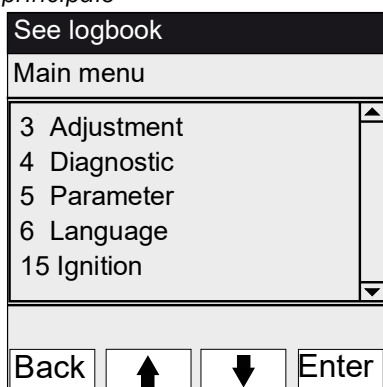 See logbook
Main menu
3 Adjustment
4 Diagnostic
5 Parameter
6 Language
15 Ignition
Back
Enter